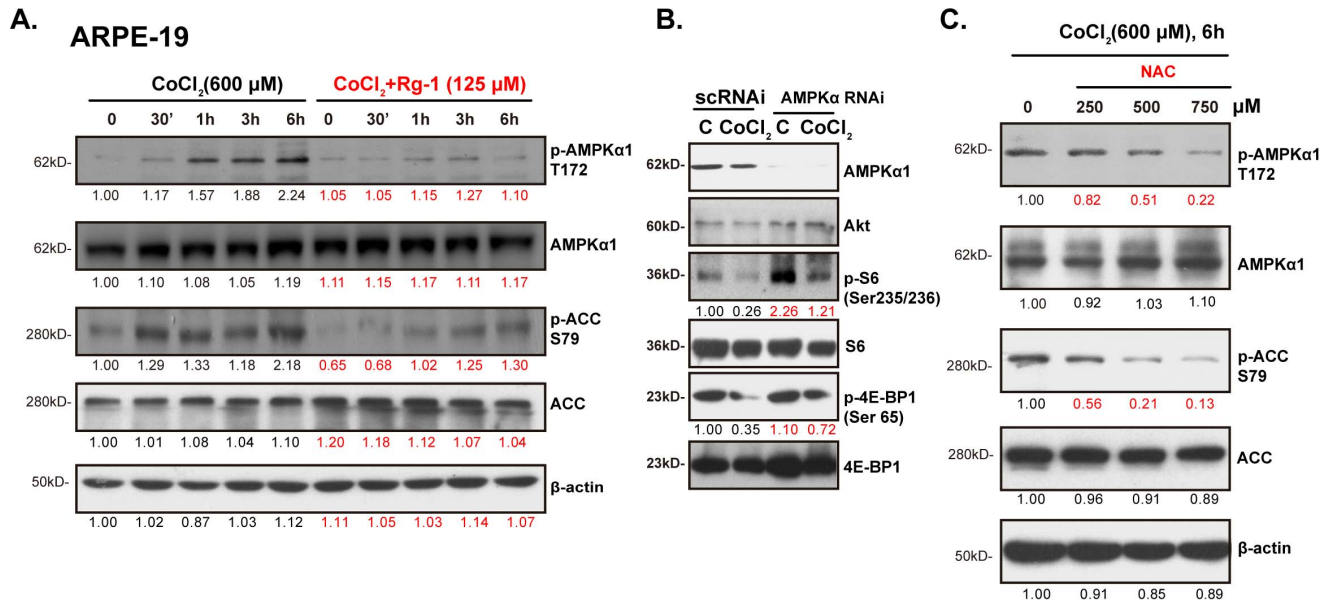 A.
ARPE-19
CoCl₂(600 µM) CoCl₂+Rg-1 (125 µM)
0 30' 1h 3h 6h 0 30' 1h 3h 6h
62kD- p-AMPKα1
T172
1.00 1.17 1.57 1.88 2.24 1.05 1.05 1.15 1.27 1.10
62kD- AMPKα1
1.00 1.10 1.08 1.05 1.19 1.11 1.15 1.17 1.11 1.17
280kD- p-ACC
S79
1.00 1.29 1.33 1.18 2.18 0.65 0.68 1.02 1.25 1.30
280kD- ACC
1.00 1.01 1.08 1.04 1.10 1.20 1.18 1.12 1.07 1.04
50kD- β-actin
1.00 1.02 0.87 1.03 1.12 1.11 1.05 1.03 1.14 1.07
B.
scRNAi AMPKα RNAi
C CoCl₂ C CoCl₂
62kD- AMPKα1
60kD- Akt
36kD- p-S6
(Ser235/236)
1.00 0.26 2.26 1.21
36kD- S6
23kD- p-4E-BP1
(Ser 65)
1.00 0.35 1.10 0.72
23kD- 4E-BP1
C.
CoCl₂(600 µM), 6h
NAC
0 250 500 750 µM
62kD- p-AMPKα1
T172
1.00 0.82 0.51 0.22
62kD- AMPKα1
1.00 0.92 1.03 1.10
280kD- p-ACC
S79
1.00 0.56 0.21 0.13
280kD- ACC
1.00 0.96 0.91 0.89
50kD- β-actin
1.00 0.91 0.85 0.89